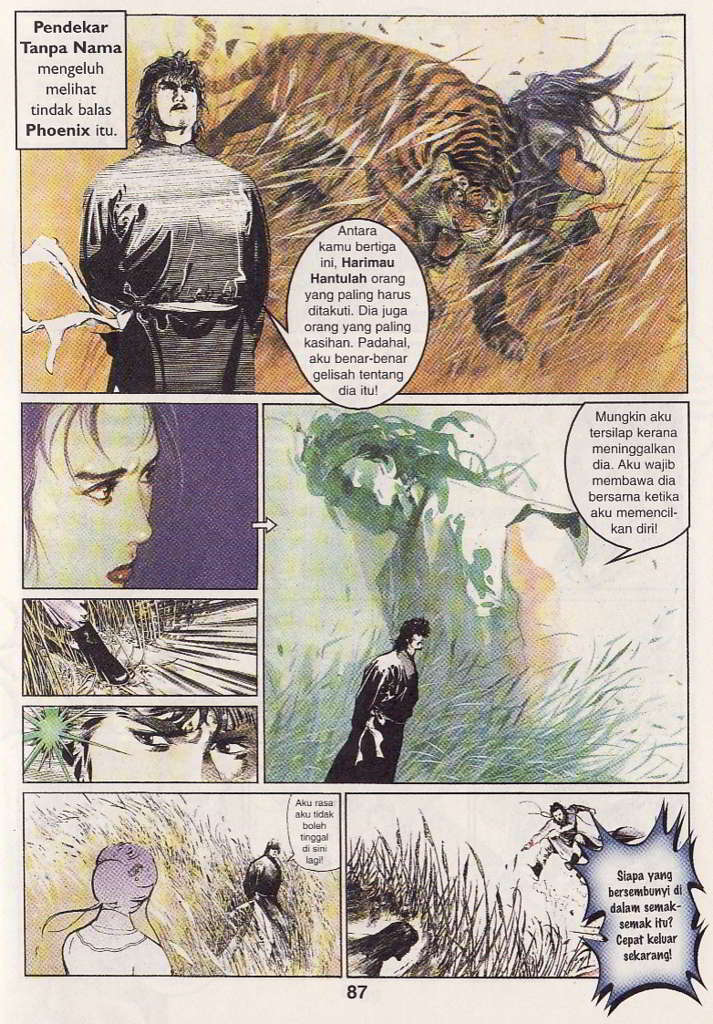 Pendekar
Tanpa Nama
mengeluh
melihat
tindak balas
Phoenix itu.
Antara
kamu bertiga
ini, Harimau
Hantulah orang
yang paling harus
ditakuti. Dia juga
orang yang paling
kasihan. Padahal,
aku benar-benar
gelisah tentang
dia itu!
Mungkin aku
tersilap kerana
meninggalkan
dia. Aku wajib
membawa dia
bersama ketika
aku memencil-
kan diri!
Aku rasa
aku tidak
boleh
tinggal
di sini
lagi!
Siapa yang
bersembunyi di
dalam semak-
semak itu?
Cepat keluar
sekarang!
87